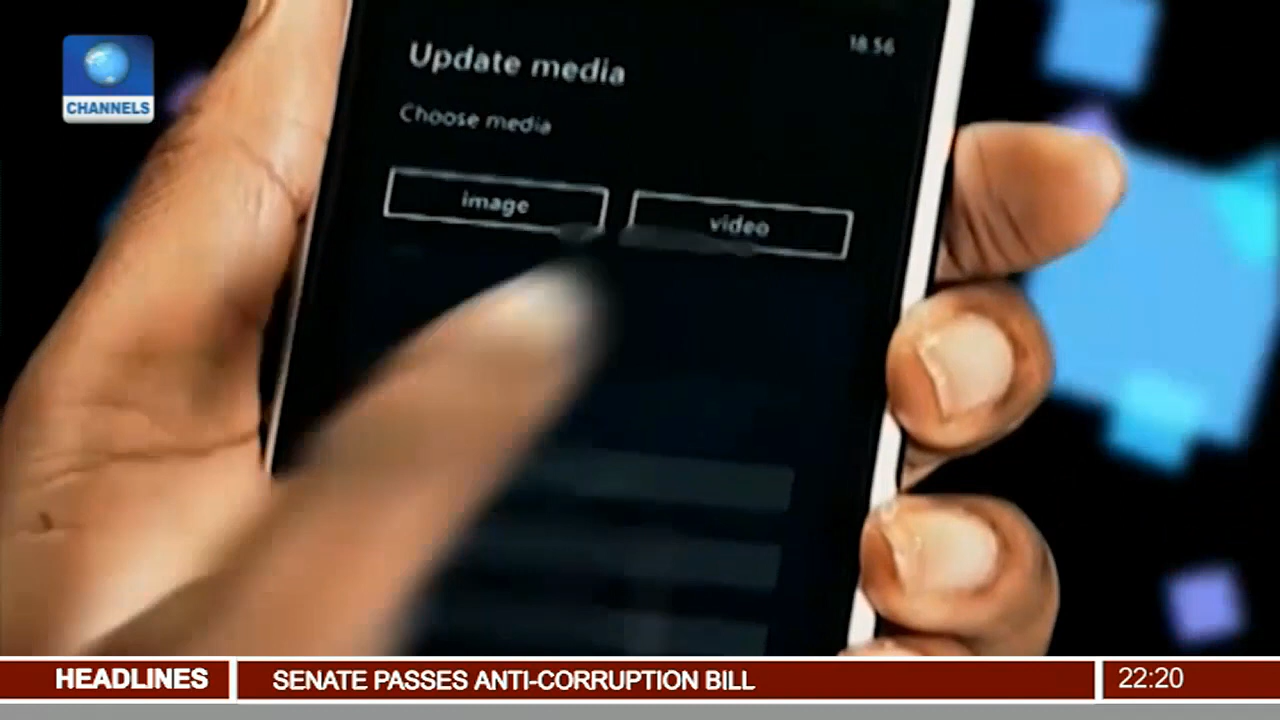 CHANNELS
18:56
Update media
Choose media
image
video
HEADLINES
SENATE PASSES ANTI-CORRUPTION BILL
22:20